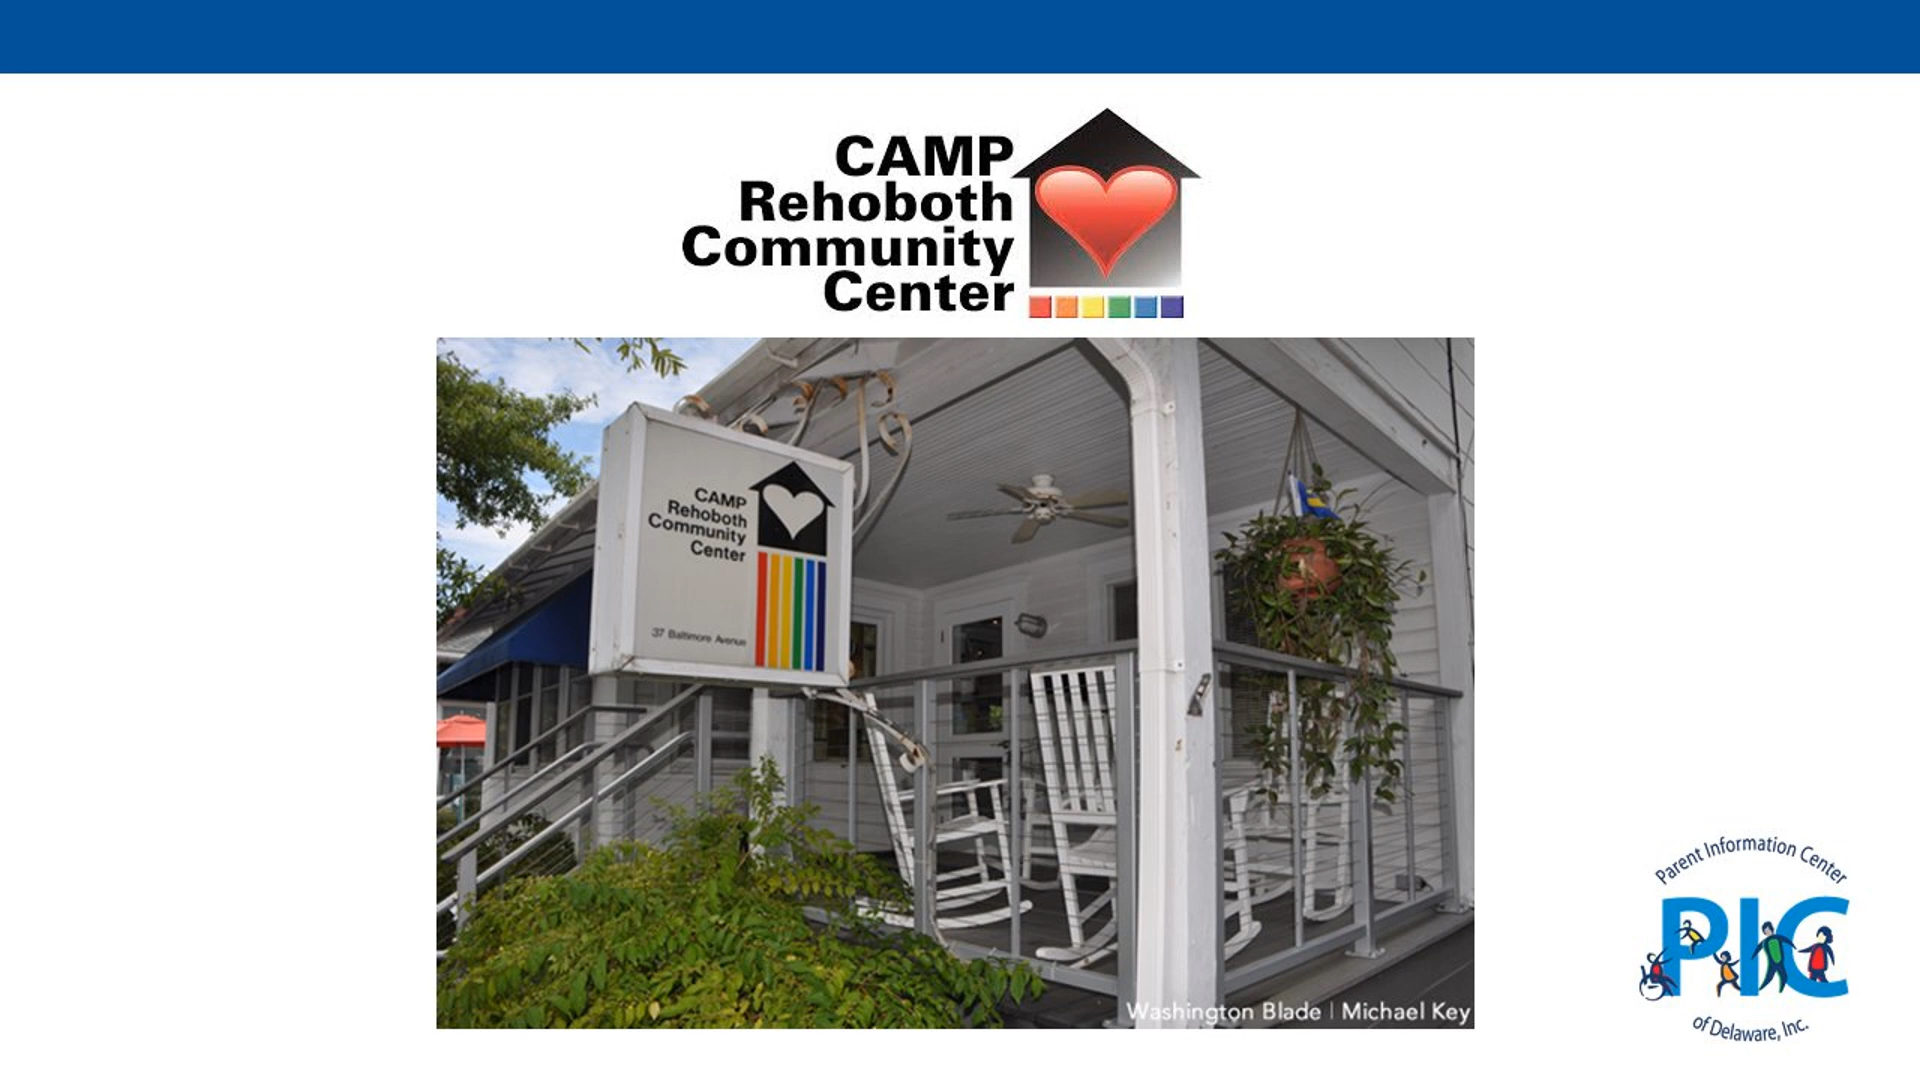 CAMP
Rehoboth
Community
Center
CAMP
Rehoboth
Community
Center
37 Baltimore Avenue
Washington Blade | Michael Key
Parent Information Center
PIC
of Delaware, Inc.